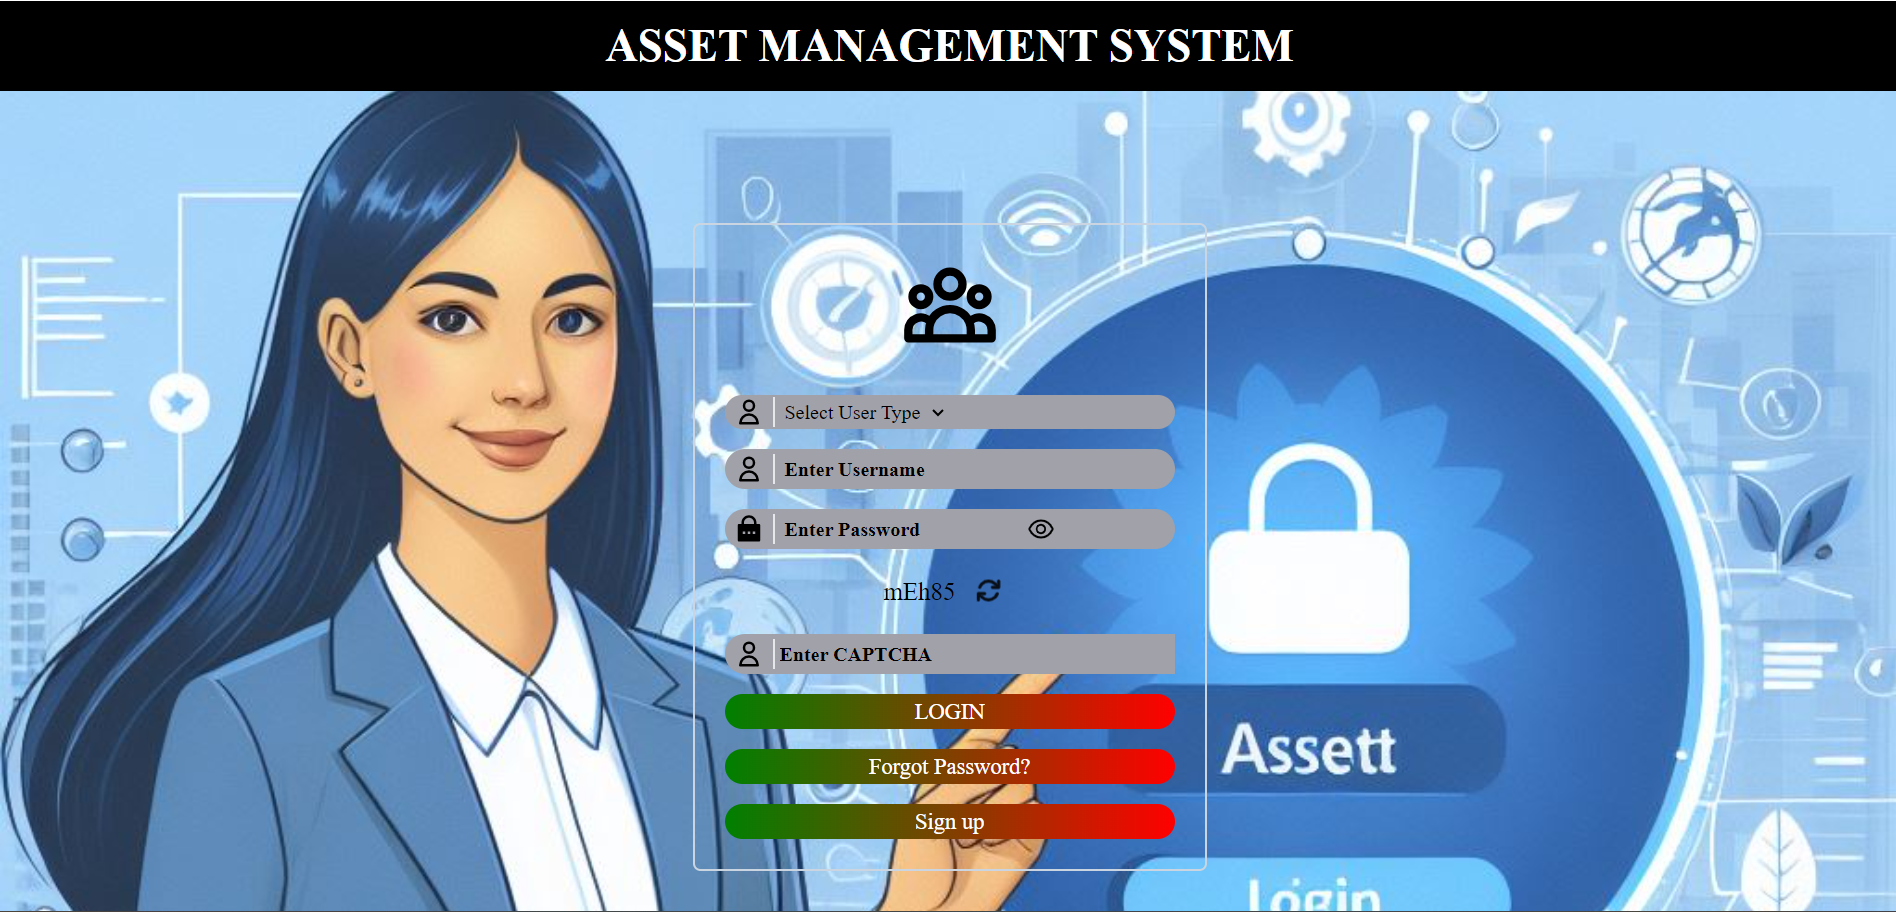 ASSET MANAGEMENT SYSTEM
Select User Type
Enter Username
Enter Password
mEh85
Enter CAPTCHA
LOGIN
Forgot Password?
Sign up
Assett
Login